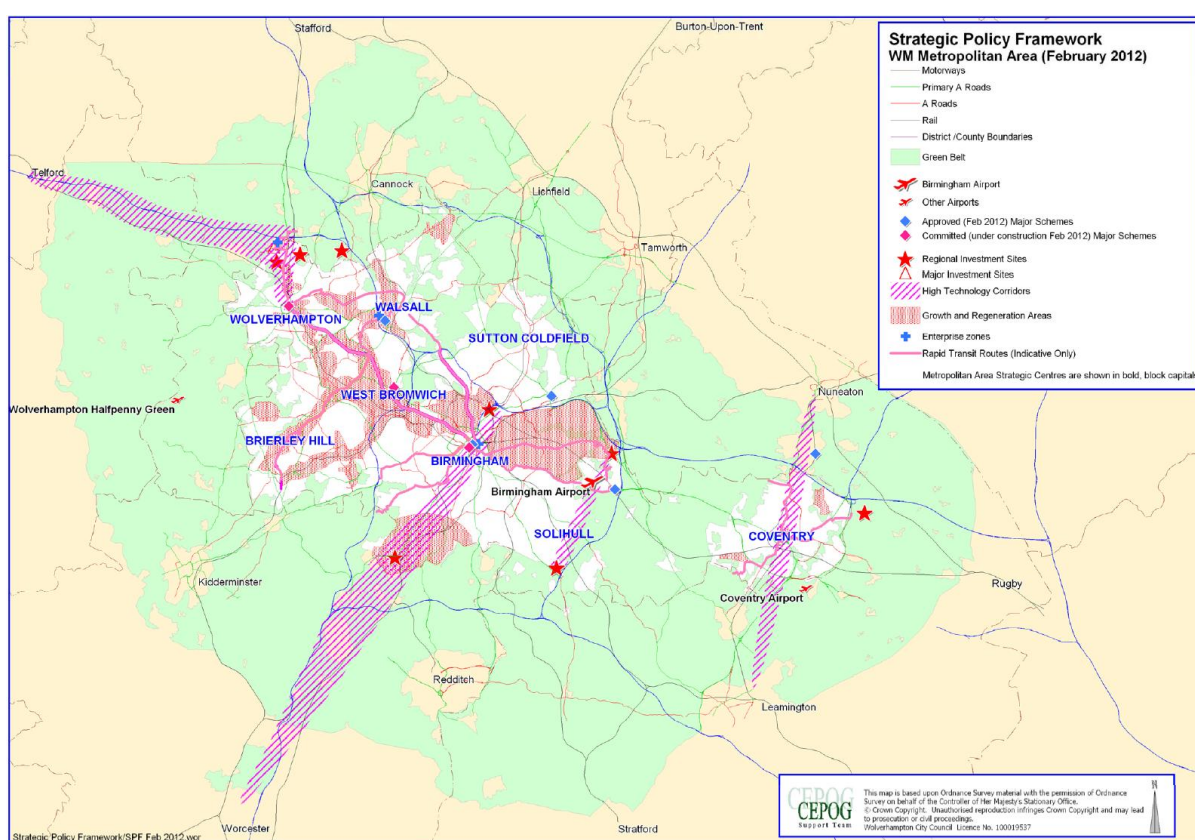 Stafford
Burton-Upon-Trent
Strategic Policy Framework
WM Metropolitan Area (February 2012)
Motorways
Primary A Roads
A Roads
Rail
District /County Boundaries
Green Belt
Birmingham Airport
Other Airports
Approved (Feb 2012) Major Schemes
Committed (under construction Feb 2012) Major Schemes
Regional Investment Sites
Major Investment Sites
High Technology Corridors
Growth and Regeneration Areas
Enterprise zones
Rapid Transit Routes (Indicative Only)
Metropolitan Area Strategic Centres are shown in bold, block capitals
Telford
Cannock
Lichfield
Tamworth
WALSALL
WOLVERHAMPTON
SUTTON COLDFIELD
Nuneaton
WEST BROMWICH
Wolverhampton Halfpenny Green
BRIERLEY HILL
BIRMINGHAM
Birmingham Airport
SOLIHULL
COVENTRY
Kidderminster
Rugby
Coventry Airport
Redditch
Leamington
Worcester
Stratford
Strategic Policy Framework/SPF Feb 2012.wor
CEPOG
CEPOG
Support Team
This map is based upon Ordnance Survey material with the permission of Ordnance
Survey on behalf of the Controller of Her Majesty's Stationary Office.
© Crown Copyright. Unauthorised reproduction infringes Crown Copyright and may lead
to prosecution or civil proceedings.
Wolverhampton City Council Licence No. 100019537
N